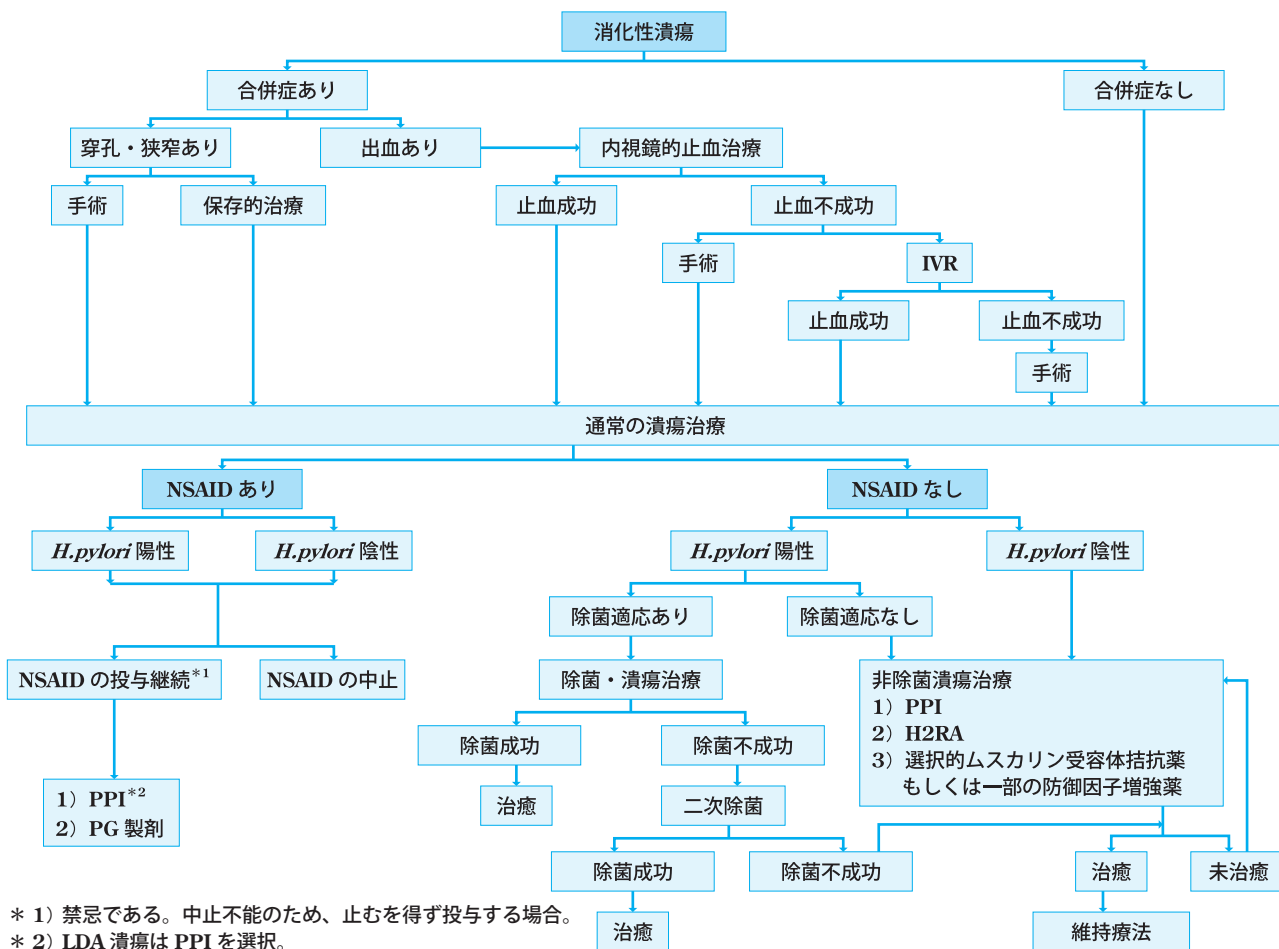 消化性潰瘍
合併症あり
合併症なし
穿孔・狭窄あり
出血あり
内視鏡的止血治療
手術
保存的治療
止血成功
止血不成功
手術
IVR
止血成功
止血不成功
手術
通常の潰瘍治療
NSAID あり
NSAID なし
H.pylori 陽性
H.pylori 陰性
H.pylori 陽性
H.pylori 陰性
除菌適応あり
除菌適応なし
NSAID の投与継続*1
NSAID の中止
除菌・潰瘍治療
非除菌潰瘍治療
1）PPI
2）H2RA
3）選択的ムスカリン受容体拮抗薬
もしくは一部の防御因子増強薬
除菌成功
除菌不成功
1）PPI*2
2）PG 製剤
治癒
二次除菌
除菌成功
除菌不成功
治癒
未治癒
治癒
維持療法
＊1）禁忌である。中止不能のため、止むを得ず投与する場合。
＊2）LDA 潰瘍は PPI を選択。